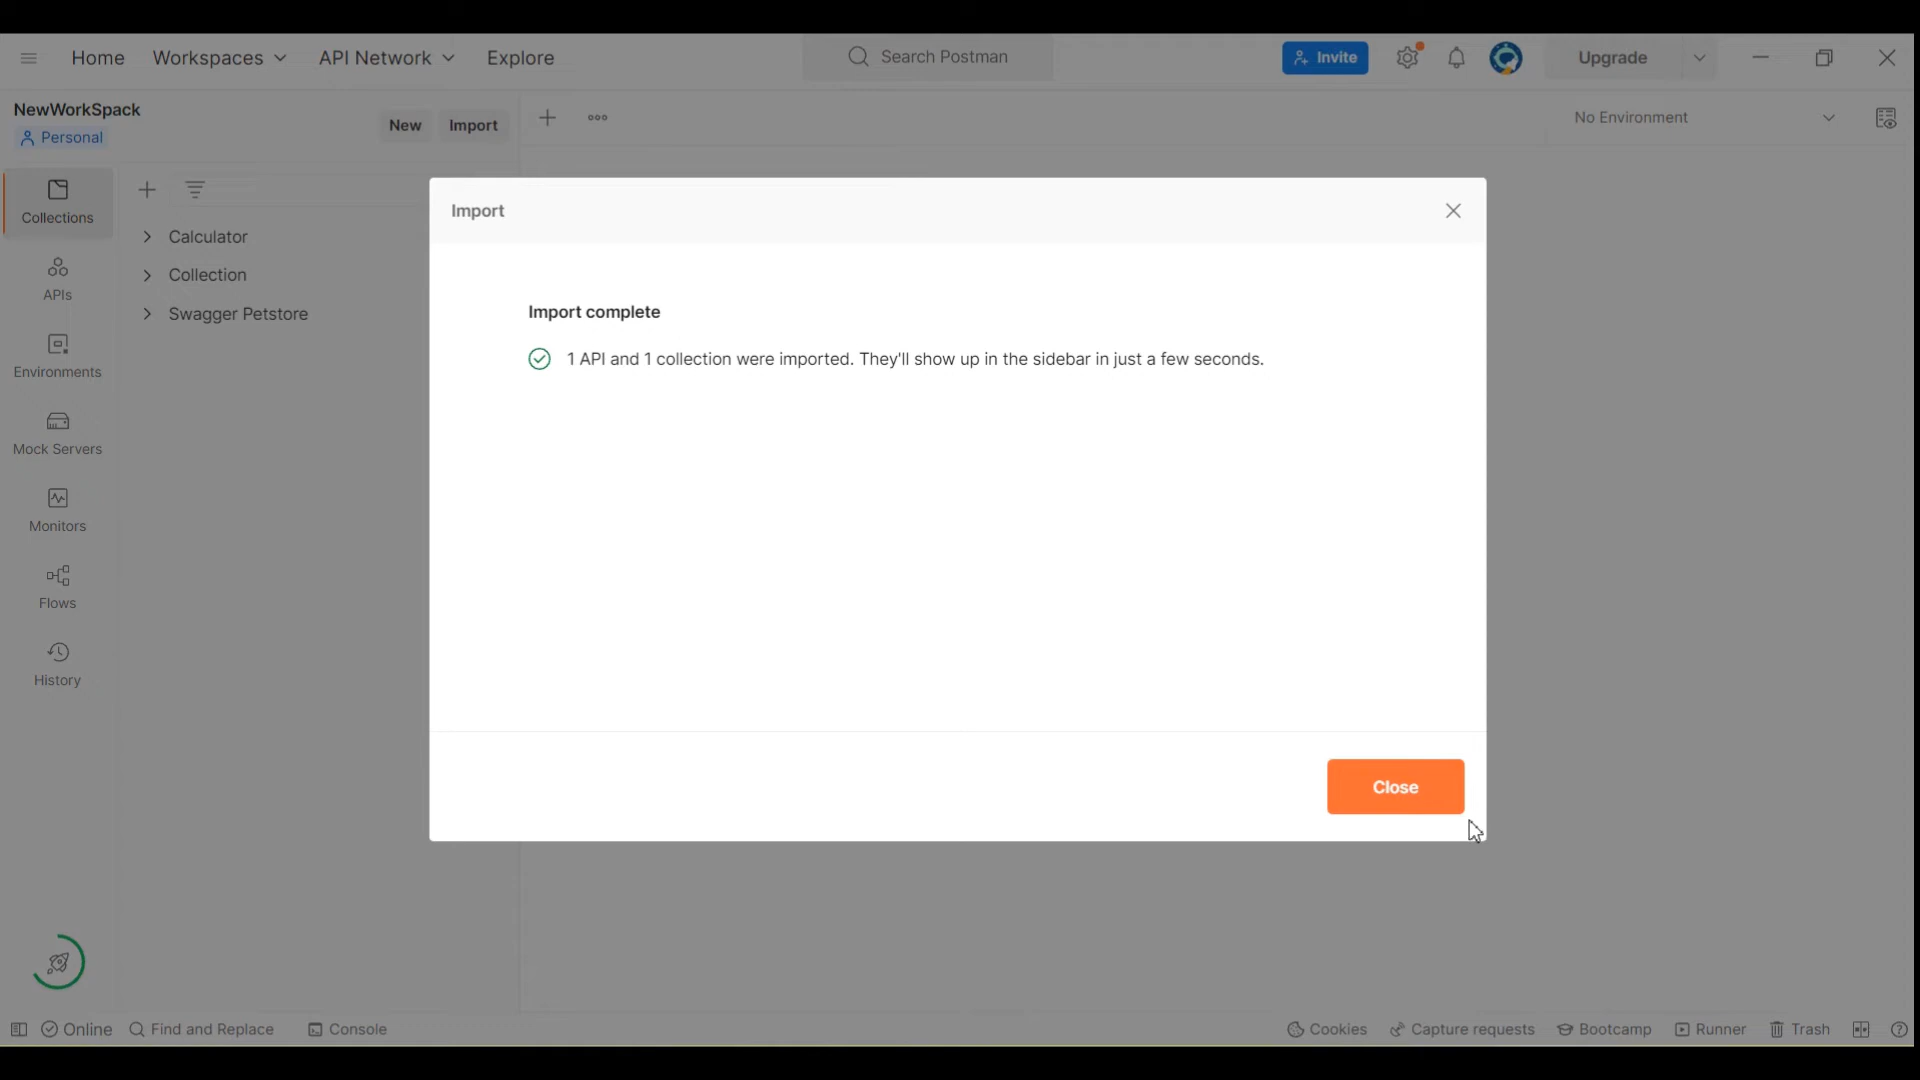 Home
Workspaces
API Network
Explore
Search Postman
Invite
Upgrade
NewWorkSpack
Personal
New
Import
No Environment
Collections
APIs
Environments
Mock Servers
Monitors
Flows
History
Calculator
Collection
Swagger Petstore
Import
Import complete
1 API and 1 collection were imported. They'll show up in the sidebar in just a few seconds.
Close
Online
Find and Replace
Console
Cookies
Capture requests
Bootcamp
Runner
Trash